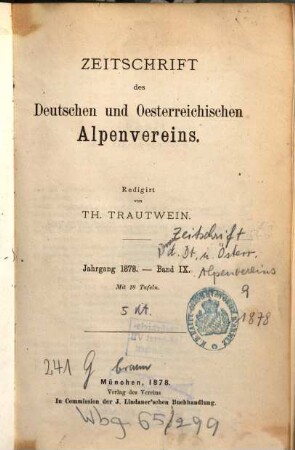 ZEITSCHRIFT
des
Deutschen und Oesterreichischen
Alpenvereins.
Redigirt
von
TH. TRAUTWEIN.
Zeitschrift
d. Dt. u. Österr.
Jahrgang 1878. — Band IX.
Alpenvereins
Mit 18 Tafeln.
9
1878
5 Kt.
241 G braun
München, 1878.
Verlag des Vereins
In Commission der J. Lindauer'schen Buchhandlung.
Wbg 65/299